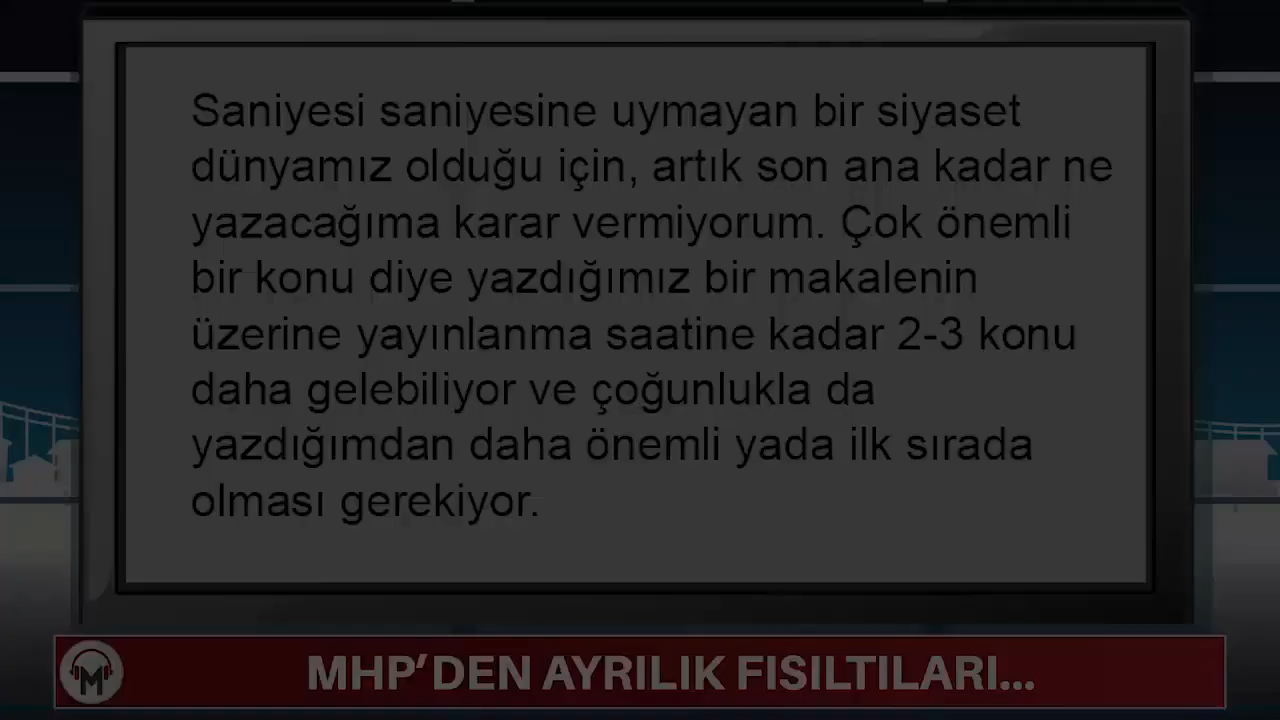 Saniyesi saniyesine uymayan bir siyaset
dünyamız olduğu için, artık son ana kadar ne
yazacağıma karar vermiyorum. Çok önemli
bir konu diye yazdığımız bir makalenin
üzerine yayınlanma saatine kadar 2-3 konu
daha gelebiliyor ve çoğunlukla da
yazdığımdan daha önemli yada ilk sırada
olması gerekiyor.
M
MHP'DEN AYRILIK FISILTILARI...